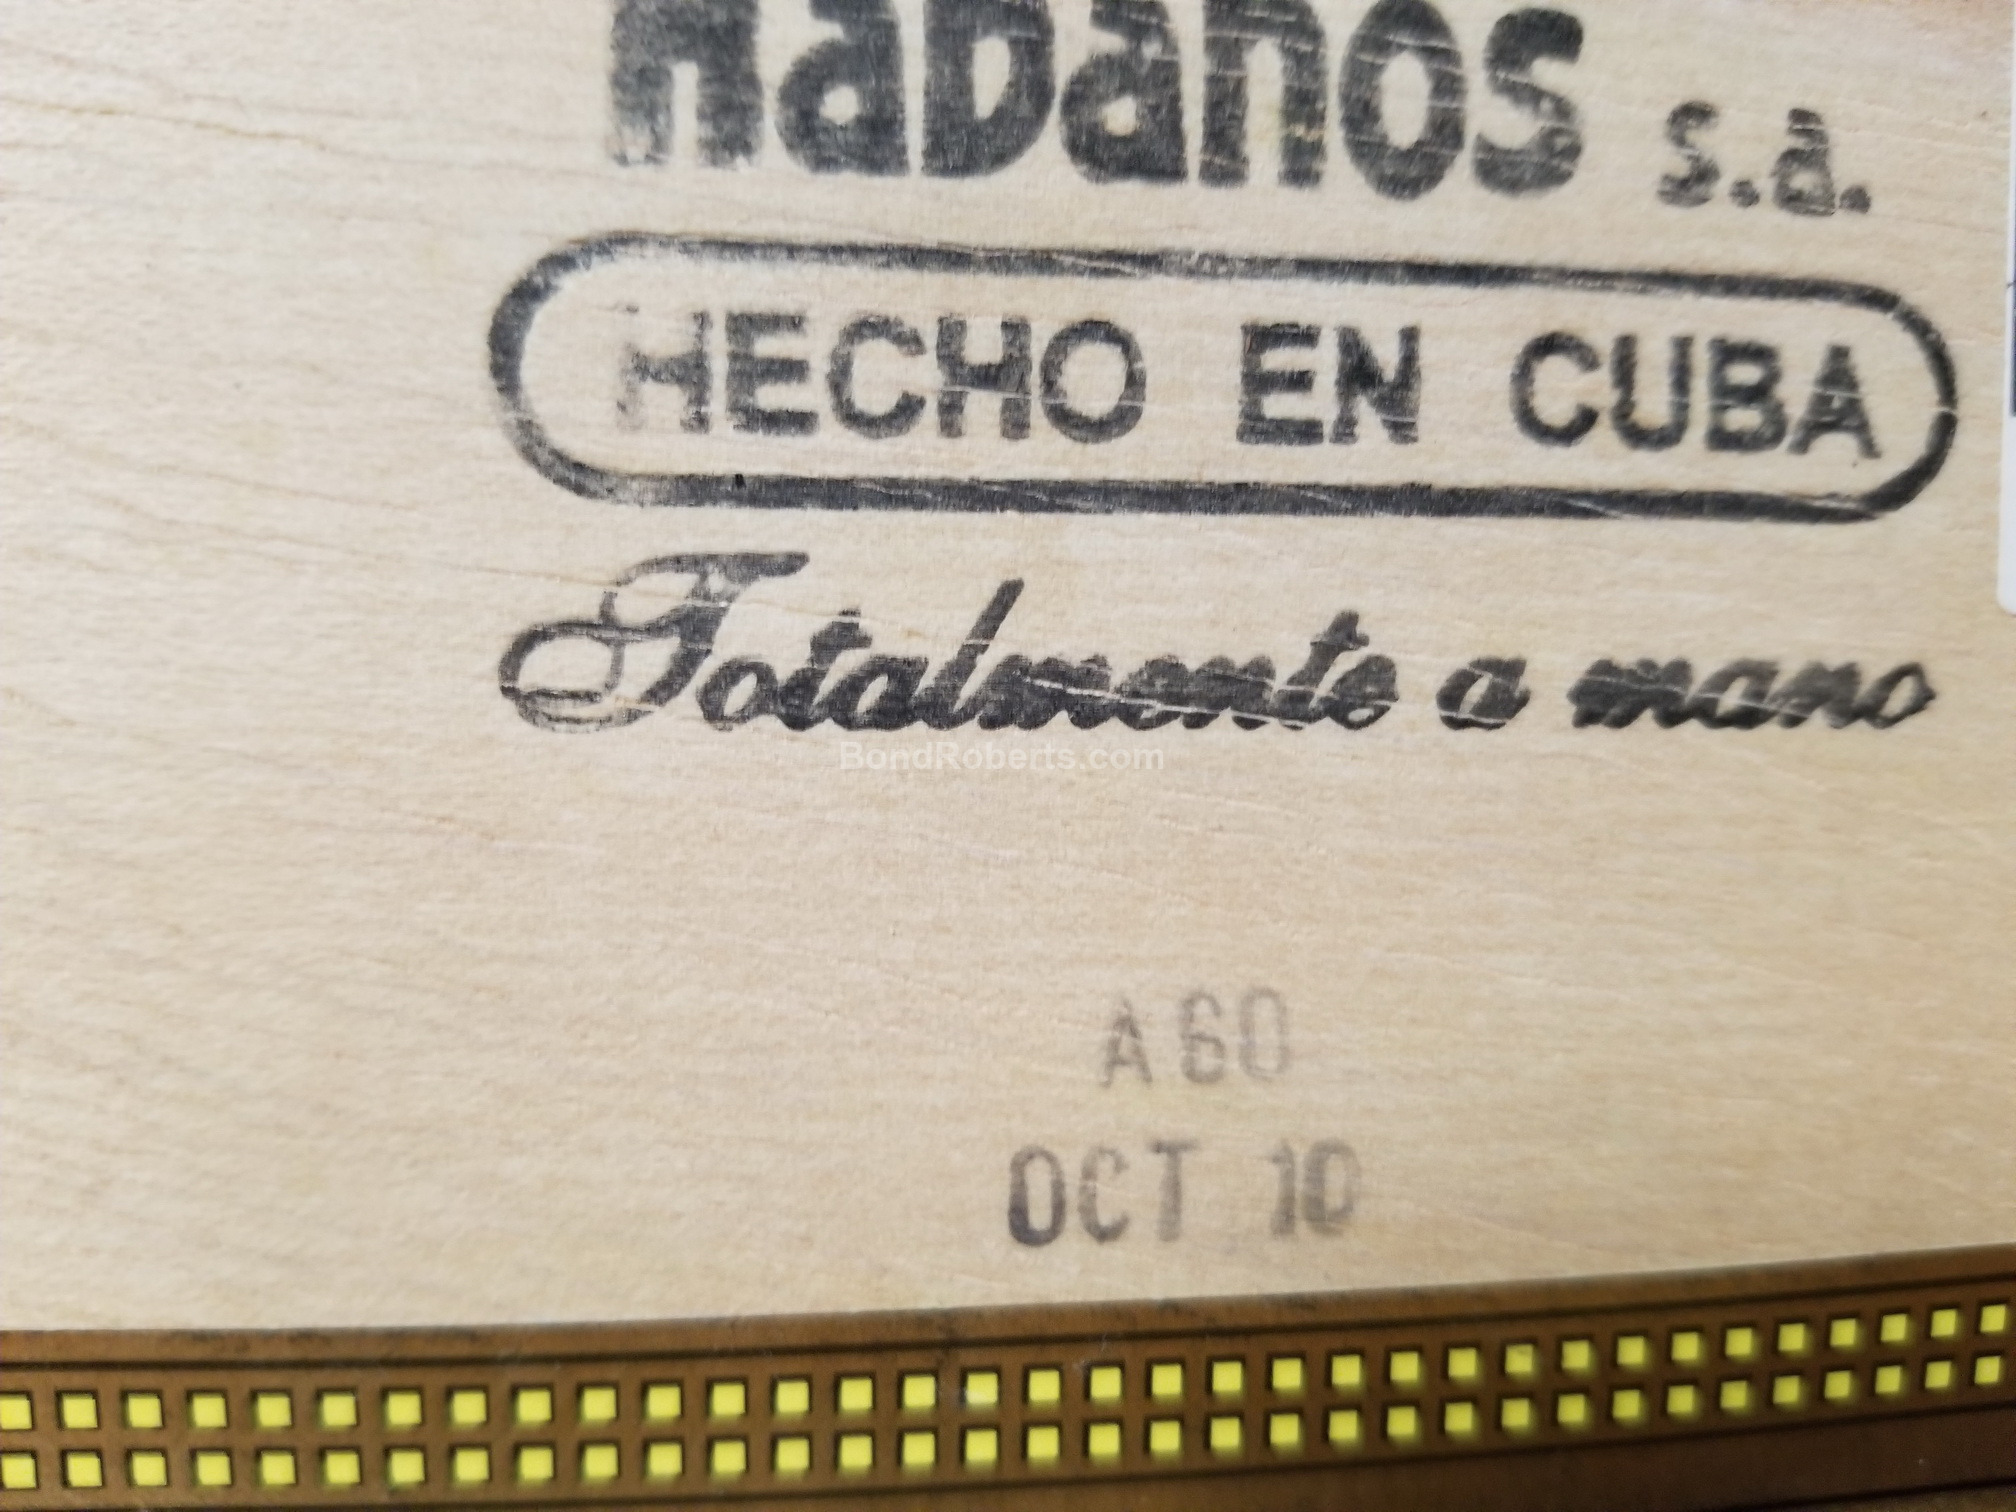 Habanos s.a.
HECHO EN CUBA
Totalmente a mano
BondRoberts.com
A60
OCT 10